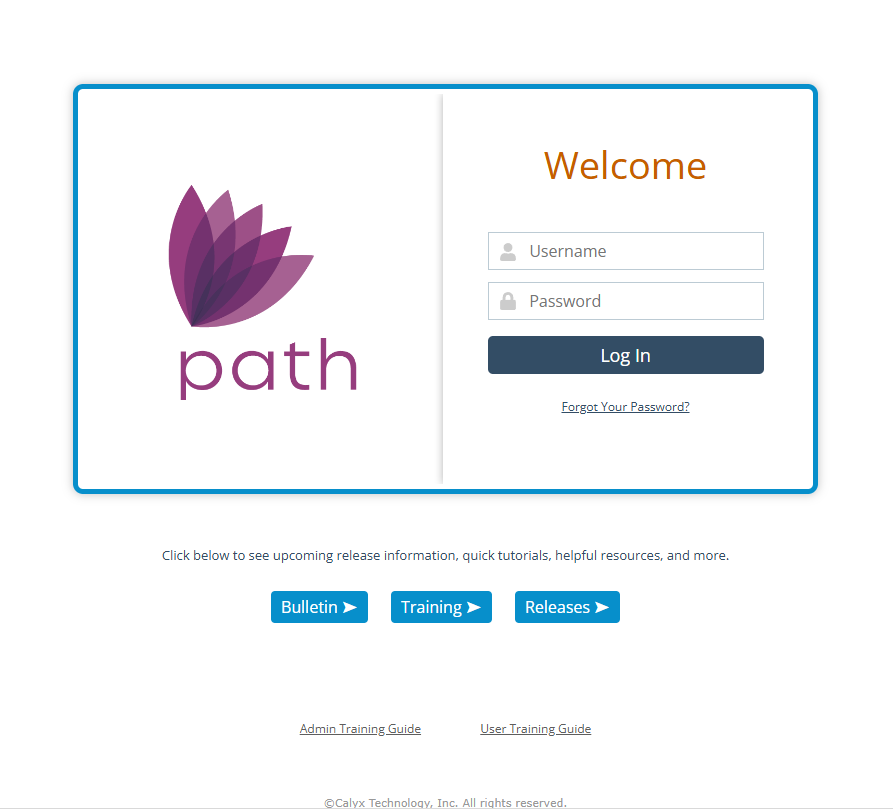 path
Welcome
Username
Password
Log In
Forgot Your Password?
Click below to see upcoming release information, quick tutorials, helpful resources, and more.
Bulletin ➤ Training ➤ Releases ➤
Admin Training Guide User Training Guide
©Calyx Technology, Inc. All rights reserved.